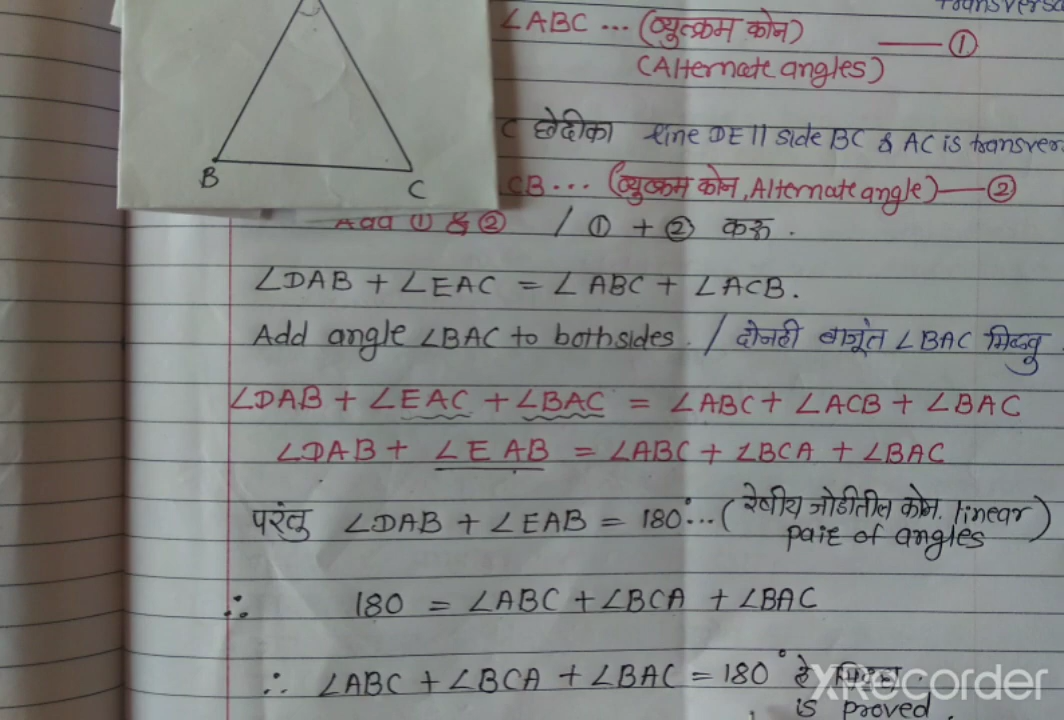 transversal
∠ABC ... (व्युत्क्रम कोन) — ①
(Alternate angles)
C छेदीका line DE || side BC & AC is transver
CB... (व्युत्क्रम कोन, Alternate angle) — ②
Add ① & ② / ① + ② करू.
∠DAB + ∠EAC = ∠ABC + ∠ACB.
Add angle ∠BAC to both sides. / दोनही बाजूंत ∠BAC मिळवु.
∠DAB + ∠EAC + ∠BAC = ∠ABC + ∠ACB + ∠BAC
∠DAB + ∠EAB = ∠ABC + ∠BCA + ∠BAC
परंतु ∠DAB + ∠EAB = 180°... (रेषीय जोडीतील कोन. linear
pair of angles)
∴ 180 = ∠ABC + ∠BCA + ∠BAC
∴ ∠ABC + ∠BCA + ∠BAC = 180° हे
is proved.
B
C
XRecorder